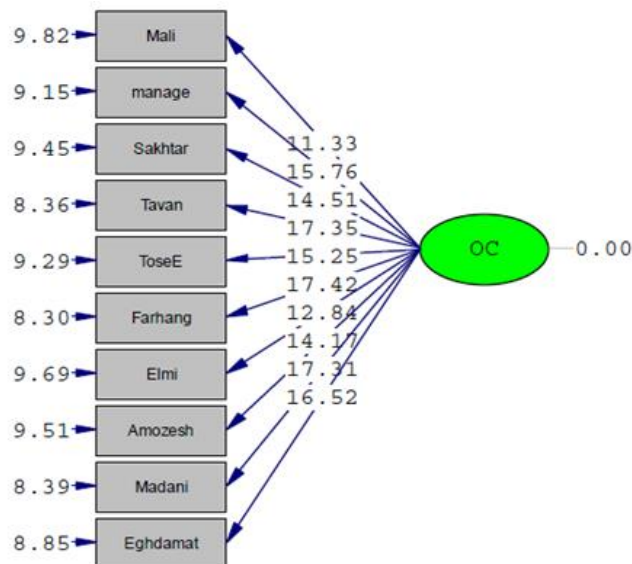 9.82 Mali
9.15 manage
9.45 Sakhtar
8.36 Tavan
9.29 ToseE
8.30 Farhang
9.69 Elmi
9.51 Amozesh
8.39 Madani
8.85 Eghdamat
11.33
15.76
14.51
17.35
15.25
17.42
12.84
14.17
17.31
16.52
OC 0.00